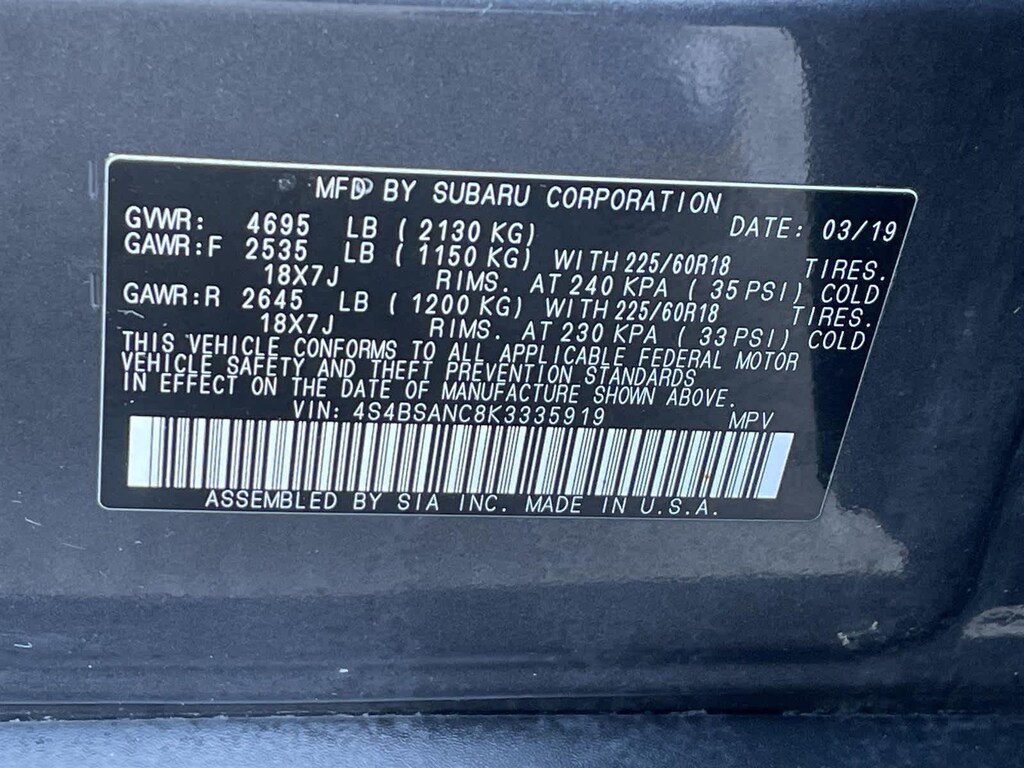 MFD BY SUBARU CORPORATION
GVWR: 4695 LB ( 2130 KG) DATE: 03/19
GAWR:F 2535 LB ( 1150 KG) WITH 225/60R18 TIRES.
18X7J RIMS. AT 240 KPA ( 35 PSI) COLD
GAWR:R 2645 LB ( 1200 KG) WITH 225/60R18 TIRES.
18X7J RIMS. AT 230 KPA ( 33 PSI) COLD
THIS VEHICLE CONFORMS TO ALL APPLICABLE FEDERAL MOTOR
VEHICLE SAFETY AND THEFT PREVENTION STANDARDS
IN EFFECT ON THE DATE OF MANUFACTURE SHOWN ABOVE.
VIN: 4S4BSANC8K3335919 MPV
ASSEMBLED BY SIA INC. MADE IN U.S.A.